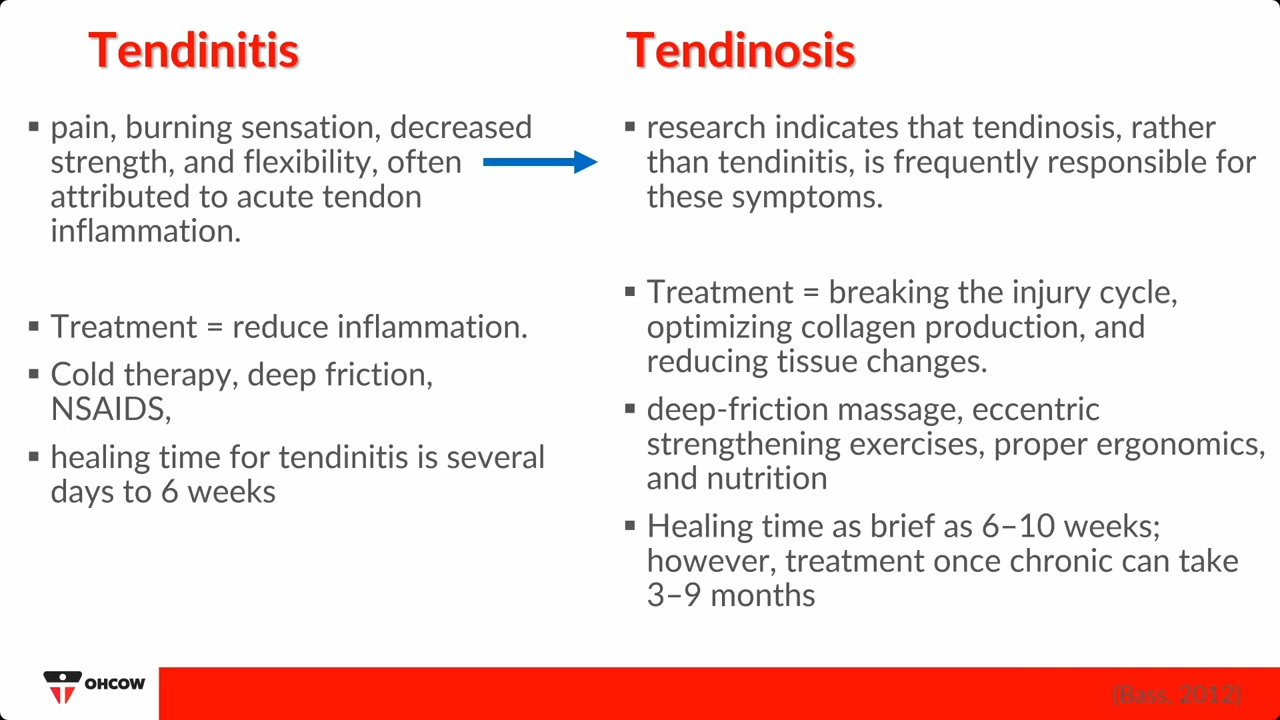 Tendinitis
▪ pain, burning sensation, decreased
strength, and flexibility, often
attributed to acute tendon
inflammation.
▪ Treatment = reduce inflammation.
▪ Cold therapy, deep friction,
NSAIDS,
▪ healing time for tendinitis is several
days to 6 weeks
Tendinosis
▪ research indicates that tendinosis, rather
than tendinitis, is frequently responsible for
these symptoms.
▪ Treatment = breaking the injury cycle,
optimizing collagen production, and
reducing tissue changes.
▪ deep-friction massage, eccentric
strengthening exercises, proper ergonomics,
and nutrition
▪ Healing time as brief as 6–10 weeks;
however, treatment once chronic can take
3–9 months
OHCOW
(Bass, 2012)